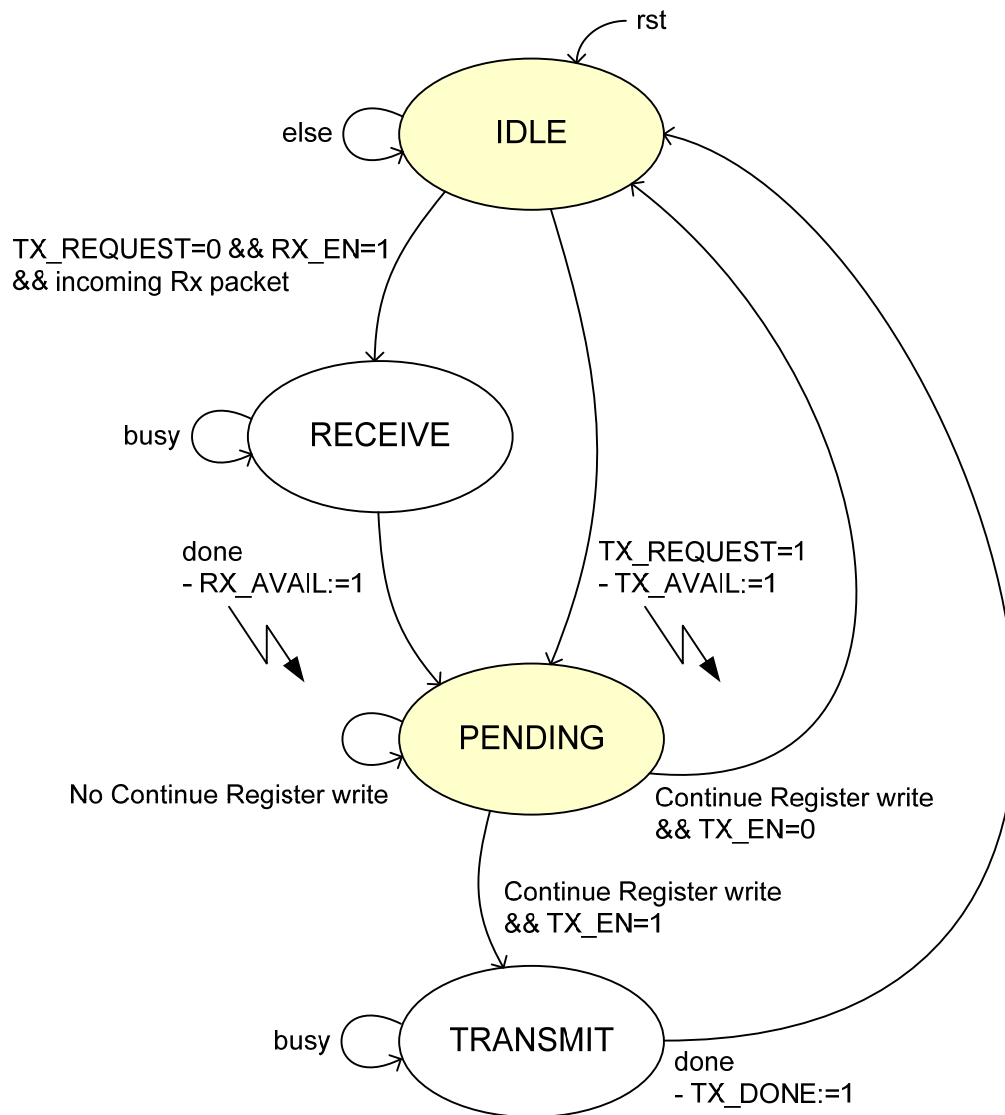 rst
IDLE
else
TX_REQUEST=0 && RX_EN=1
&& incoming Rx packet
RECEIVE
busy
done
- RX_AVAIL:=1
TX_REQUEST=1
- TX_AVAIL:=1
PENDING
No Continue Register write
Continue Register write
&& TX_EN=0
Continue Register write
&& TX_EN=1
TRANSMIT
busy
done
- TX_DONE:=1